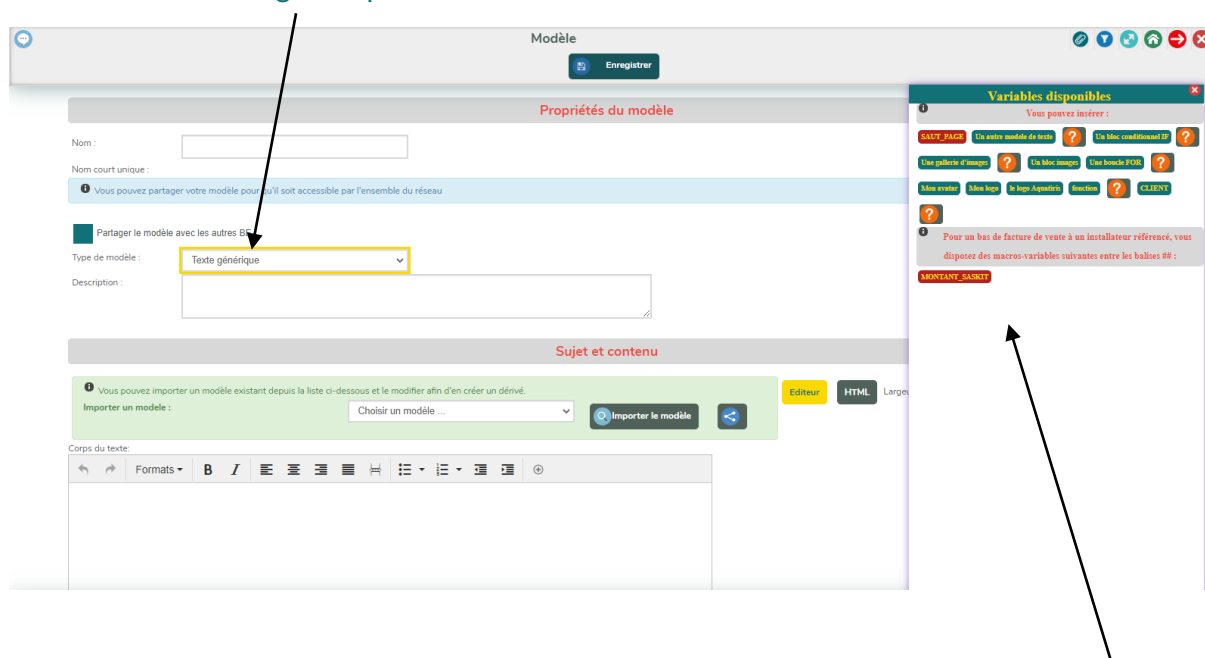 Modèle
Enregistrer
Propriétés du modèle
Nom :
Nom court unique :
Vous pouvez partager votre modèle pour qu'il soit accessible par l'ensemble du réseau
Partager le modèle avec les autres BE
Type de modèle :
Texte générique
Description :
Sujet et contenu
Vous pouvez importer un modèle existant depuis la liste ci-dessous et le modifier afin d'en créer un dérivé.
Importer un modele :
Choisir un modèle ...
Importer le modèle
Editeur
HTML
Corps du texte:
Formats
B I
Variables disponibles
Vous pouvez insérer :
SAUT_PAGE Un autre modele de texte ? Un bloc conditionnel IF ?
Une gallerie d'images ? Un bloc images Une boucle FOR ?
Mon avatar Mon logo le logo Aquatiris fonction ? CLIENT
?
Pour un bas de facture de vente à un installateur référencé, vous
disposez des macros-variables suivantes entre les balises ## :
MONTANT_SASKIT